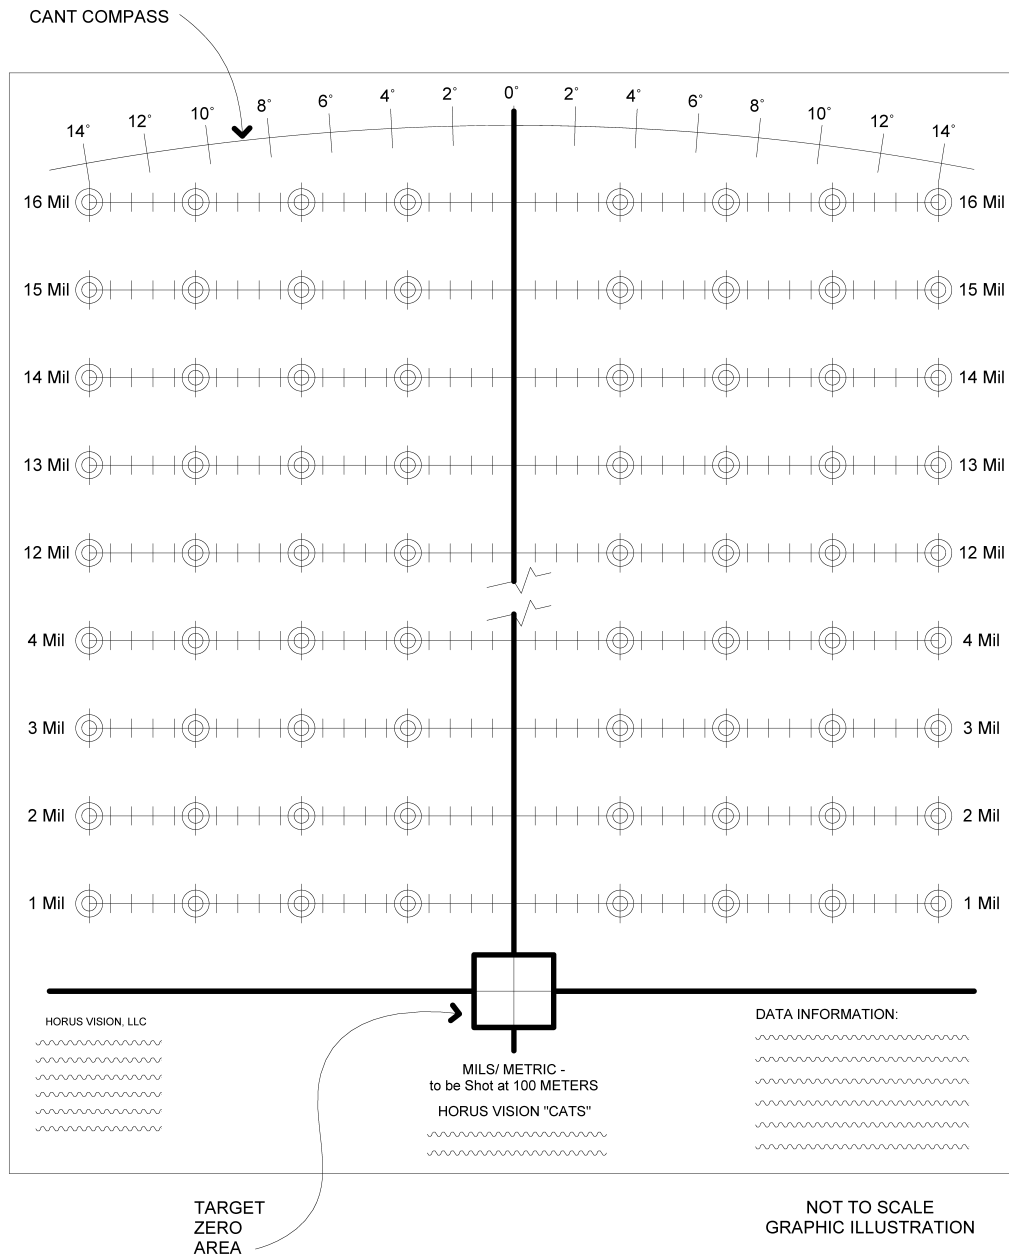 CANT COMPASS
14° 12° 10° 8° 6° 4° 2° 0° 2° 4° 6° 8° 10° 12° 14°
16 Mil 16 Mil
15 Mil 15 Mil
14 Mil 14 Mil
13 Mil 13 Mil
12 Mil 12 Mil
4 Mil 4 Mil
3 Mil 3 Mil
2 Mil 2 Mil
1 Mil 1 Mil
HORUS VISION, LLC
DATA INFORMATION:
MILS/ METRIC -
to be Shot at 100 METERS
HORUS VISION "CATS"
TARGET
ZERO
AREA
NOT TO SCALE
GRAPHIC ILLUSTRATION